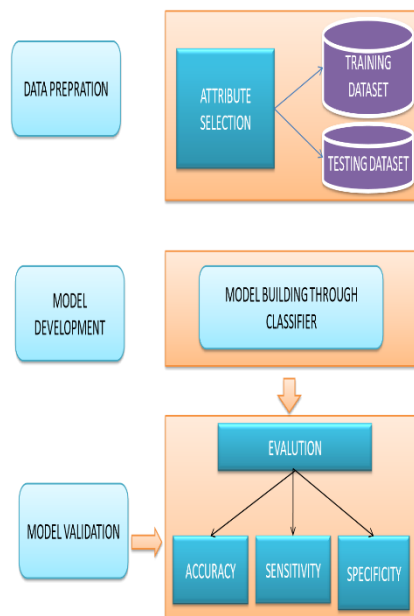 DATA PREPRATION
ATTRIBUTE
SELECTION
TRAINING
DATASET
TESTING DATASET
MODEL
DEVELOPMENT
MODEL BUILDING THROUGH
CLASSIFIER
MODEL VALIDATION
EVALUTION
ACCURACY
SENSITIVITY
SPECIFICITY